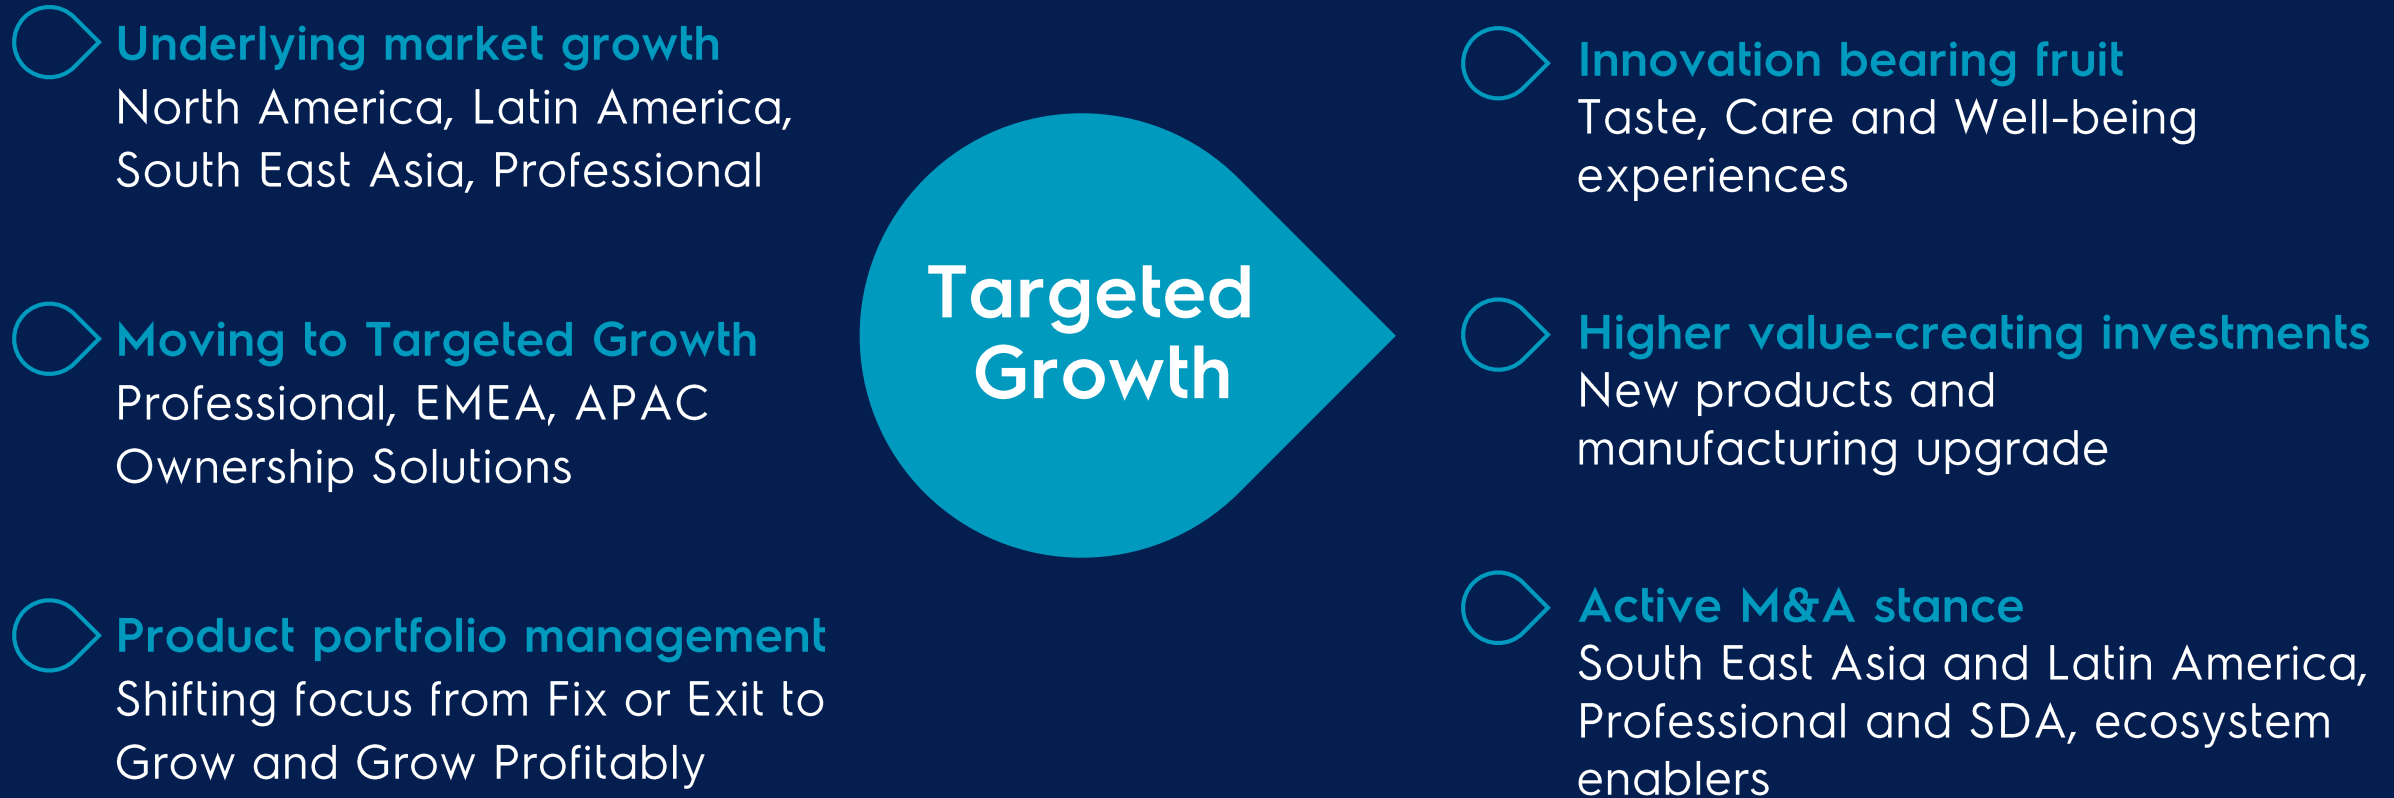 Underlying market growth
North America, Latin America,
South East Asia, Professional
Moving to Targeted Growth
Professional, EMEA, APAC
Ownership Solutions
Product portfolio management
Shifting focus from Fix or Exit to
Grow and Grow Profitably
Targeted
Growth
Innovation bearing fruit
Taste, Care and Well-being
experiences
Higher value-creating investments
New products and
manufacturing upgrade
Active M&A stance
South East Asia and Latin America,
Professional and SDA, ecosystem
enablers